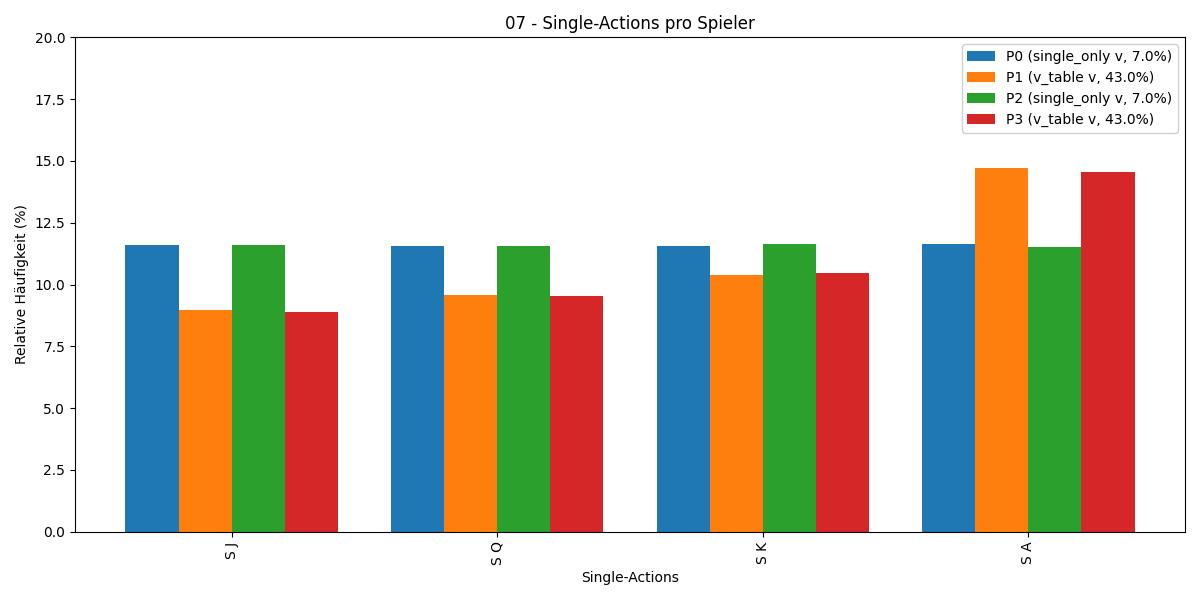 07 - Single-Actions pro Spieler
Relative Häufigkeit (%)
20.0
17.5
15.0
12.5
10.0
7.5
5.0
2.5
0.0
P0 (single_only v, 7.0%)
P1 (v_table v, 43.0%)
P2 (single_only v, 7.0%)
P3 (v_table v, 43.0%)
S J
S Q
S K
S A
Single-Actions